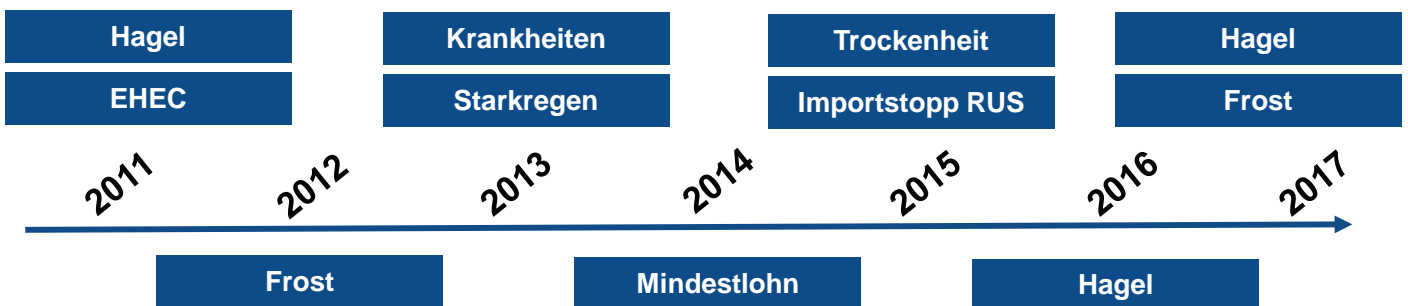 Hagel
Krankheiten
Trockenheit
Hagel
EHEC
Starkregen
Importstopp RUS
Frost
2011
2012
2013
2014
2015
2016
2017
Frost
Mindestlohn
Hagel